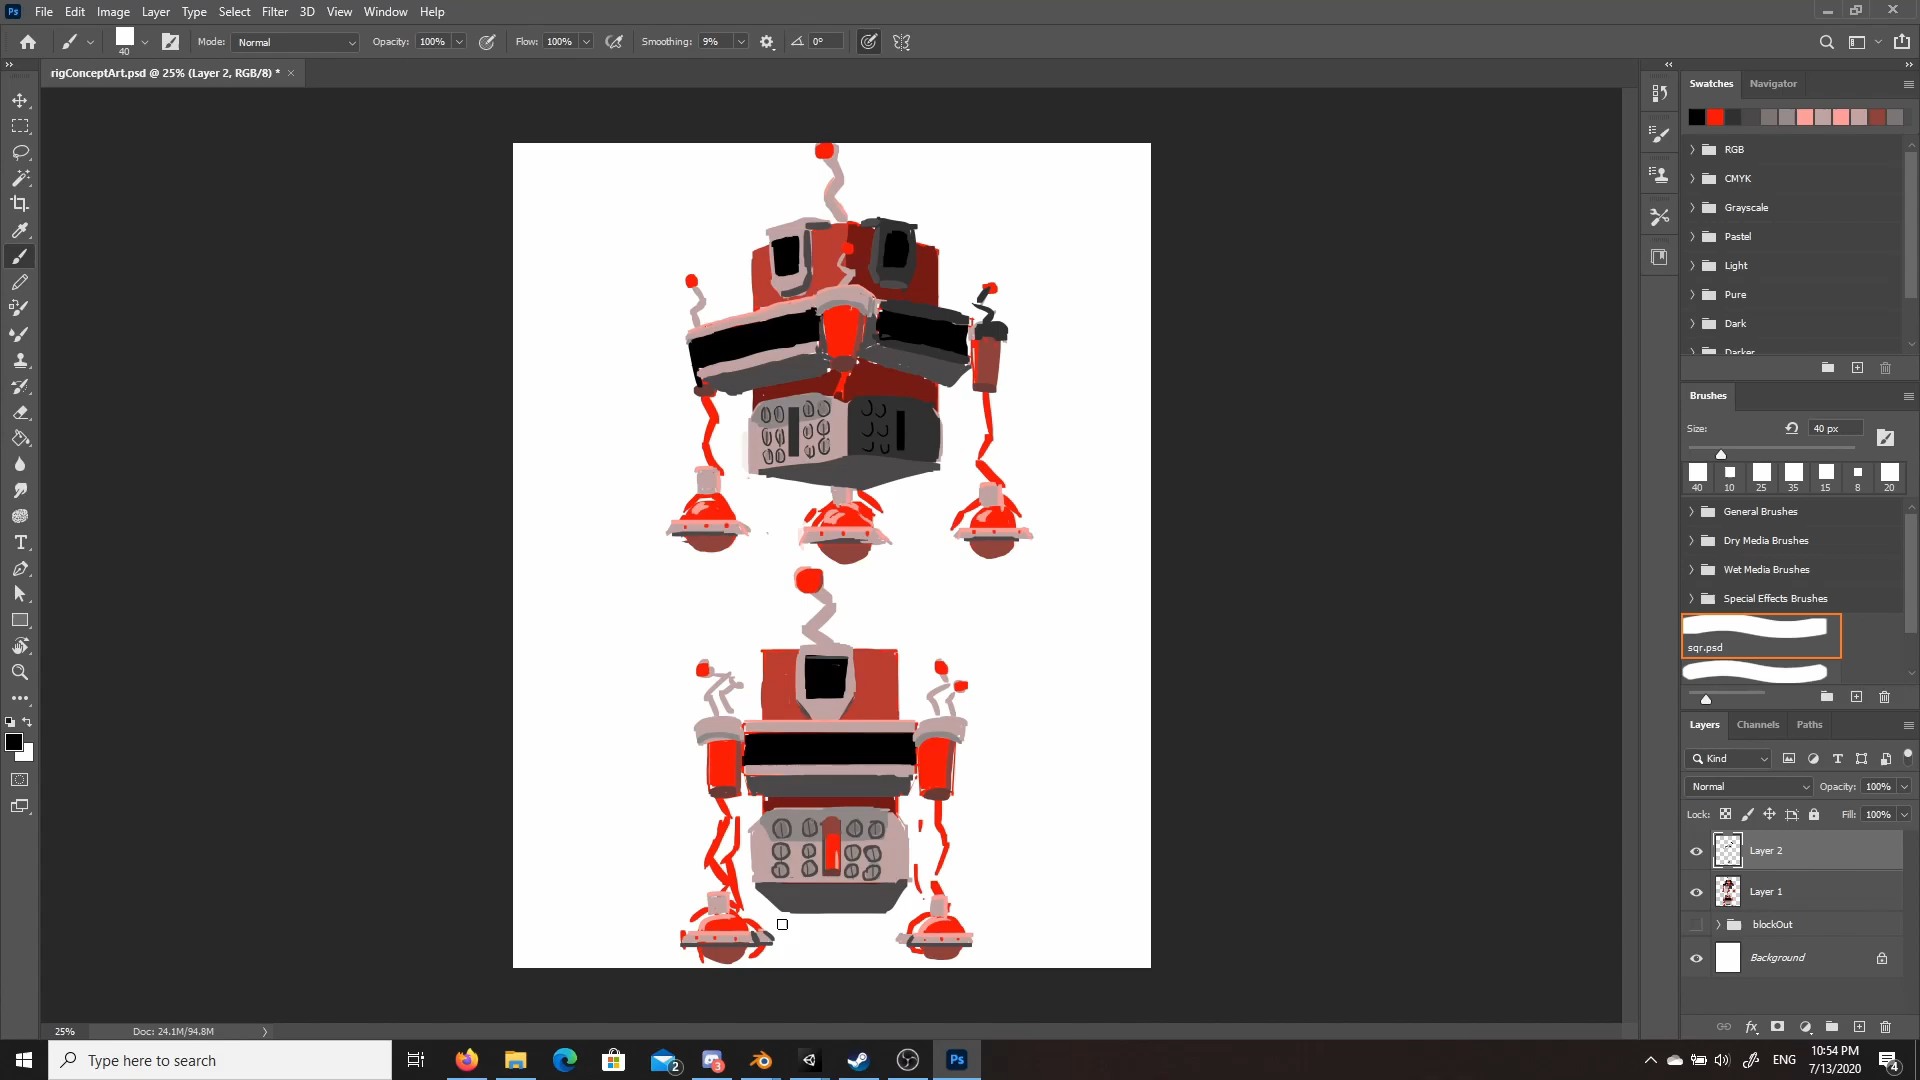 Ps File Edit Image Layer Type Select Filter 3D View Window Help
40 Mode: Normal Opacity: 100% Flow: 100% Smoothing: 9% 0°
rigConceptArt.psd @ 25% (Layer 2, RGB/8) *
Swatches Navigator
RGB
CMYK
Grayscale
Pastel
Light
Pure
Dark
Darker
Brushes
Size: 40 px
40 10 25 35 15 8 20
General Brushes
Dry Media Brushes
Wet Media Brushes
Special Effects Brushes
sqr.psd
Layers Channels Paths
Kind
Normal Opacity: 100%
Lock: Fill: 100%
Layer 2
Layer 1
blockOut
Background
25% Doc: 24.1M/94.8M
Type here to search
2 3 Ps
ENG
10:54 PM
7/13/2020
4